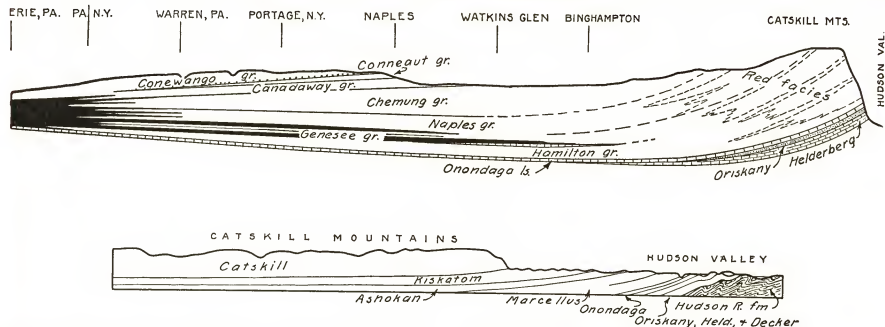 ERIE, PA. PA. N.Y. WARREN, PA. PORTAGE, N.Y. NAPLES WATKINS GLEN BINGHAMPTON CATSKILL MTS.
HUDSON VAL.
Conneaut gr.
Conewango gr.
Canadaway gr.
Red facies
Chemung gr.
Naples gr.
Genesee gr.
Hamilton gr.
Onondaga ls.
Oriskany
Helderberg
CATSKILL MOUNTAINS
HUDSON VALLEY
Catskill
Kiskatom
Ashokan
Marcellus
Onondaga
Hudson R. fm
Oriskany, Held., + Decker